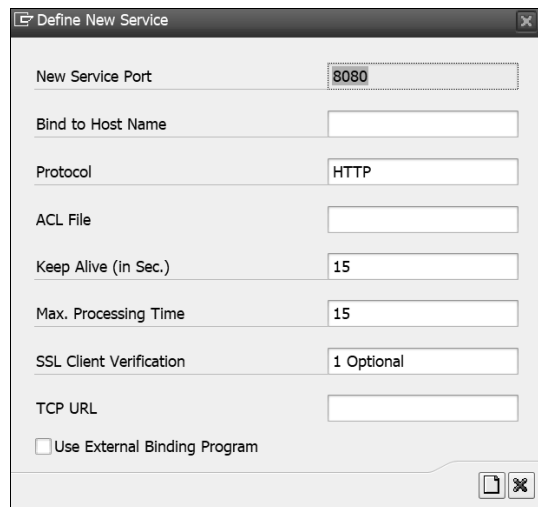 Define New Service
New Service Port 8080
Bind to Host Name
Protocol HTTP
ACL File
Keep Alive (in Sec.) 15
Max. Processing Time 15
SSL Client Verification 1 Optional
TCP URL
Use External Binding Program